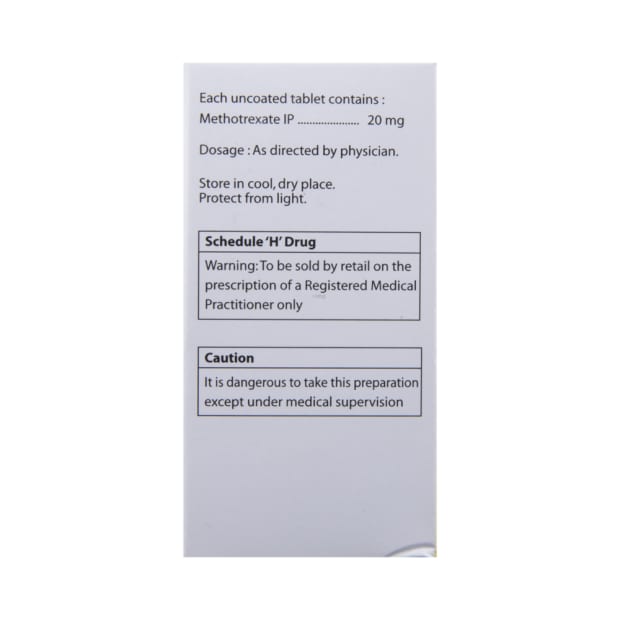 Each uncoated tablet contains :
Methotrexate IP ..................... 20 mg
Dosage : As directed by physician.
Store in cool, dry place.
Protect from light.
Schedule 'H' Drug
Warning: To be sold by retail on the
prescription of a Registered Medical
Practitioner only
Caution
It is dangerous to take this preparation
except under medical supervision